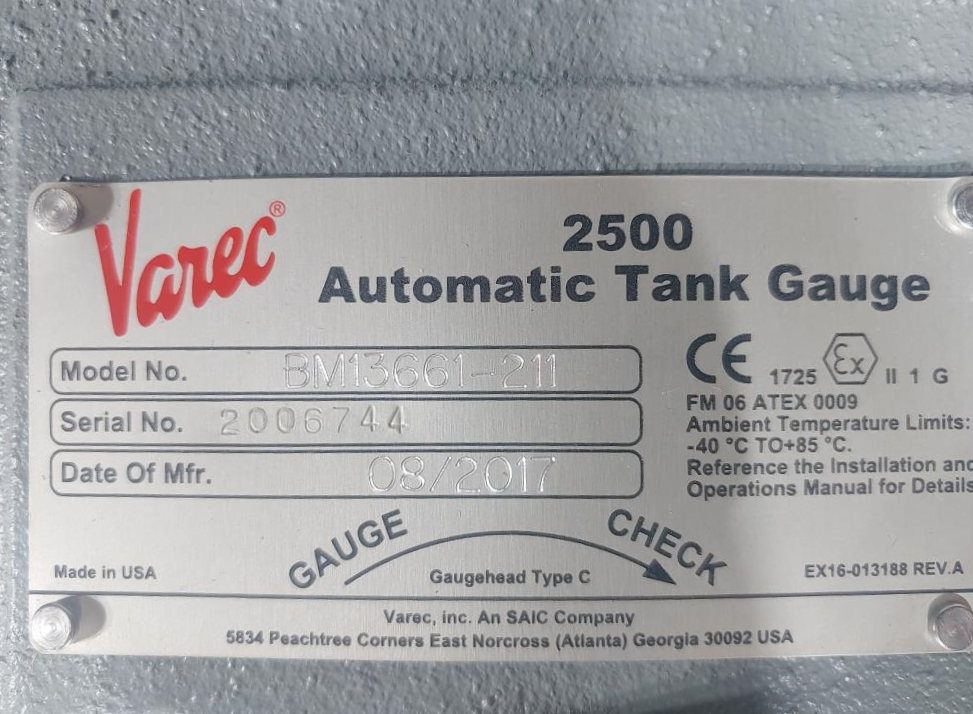 Varec®
2500
Automatic Tank Gauge
Model No. BM13661-211
Serial No. 2006744
Date Of Mfr. 08/2017
CE 1725 Ex II 1 G
FM 06 ATEX 0009
Ambient Temperature Limits:
-40 °C TO+85 °C.
Reference the Installation and
Operations Manual for Details
GAUGE CHECK
Gaugehead Type C
Made in USA
EX16-013188 REV.A
Varec, inc. An SAIC Company
5834 Peachtree Corners East Norcross (Atlanta) Georgia 30092 USA